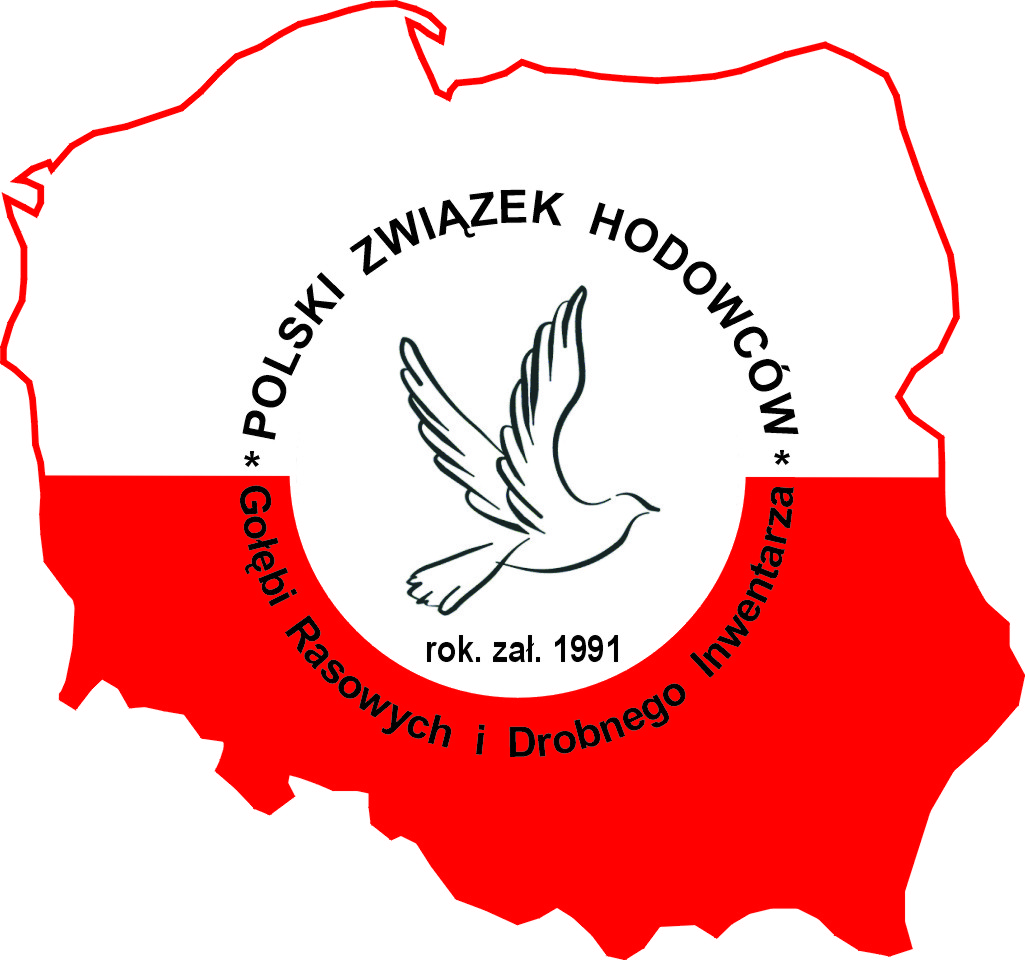 * POLSKI ZWIĄZEK HODOWCÓW *
Gołębi Rasowych i Drobnego Inwentarza
rok. zał. 1991